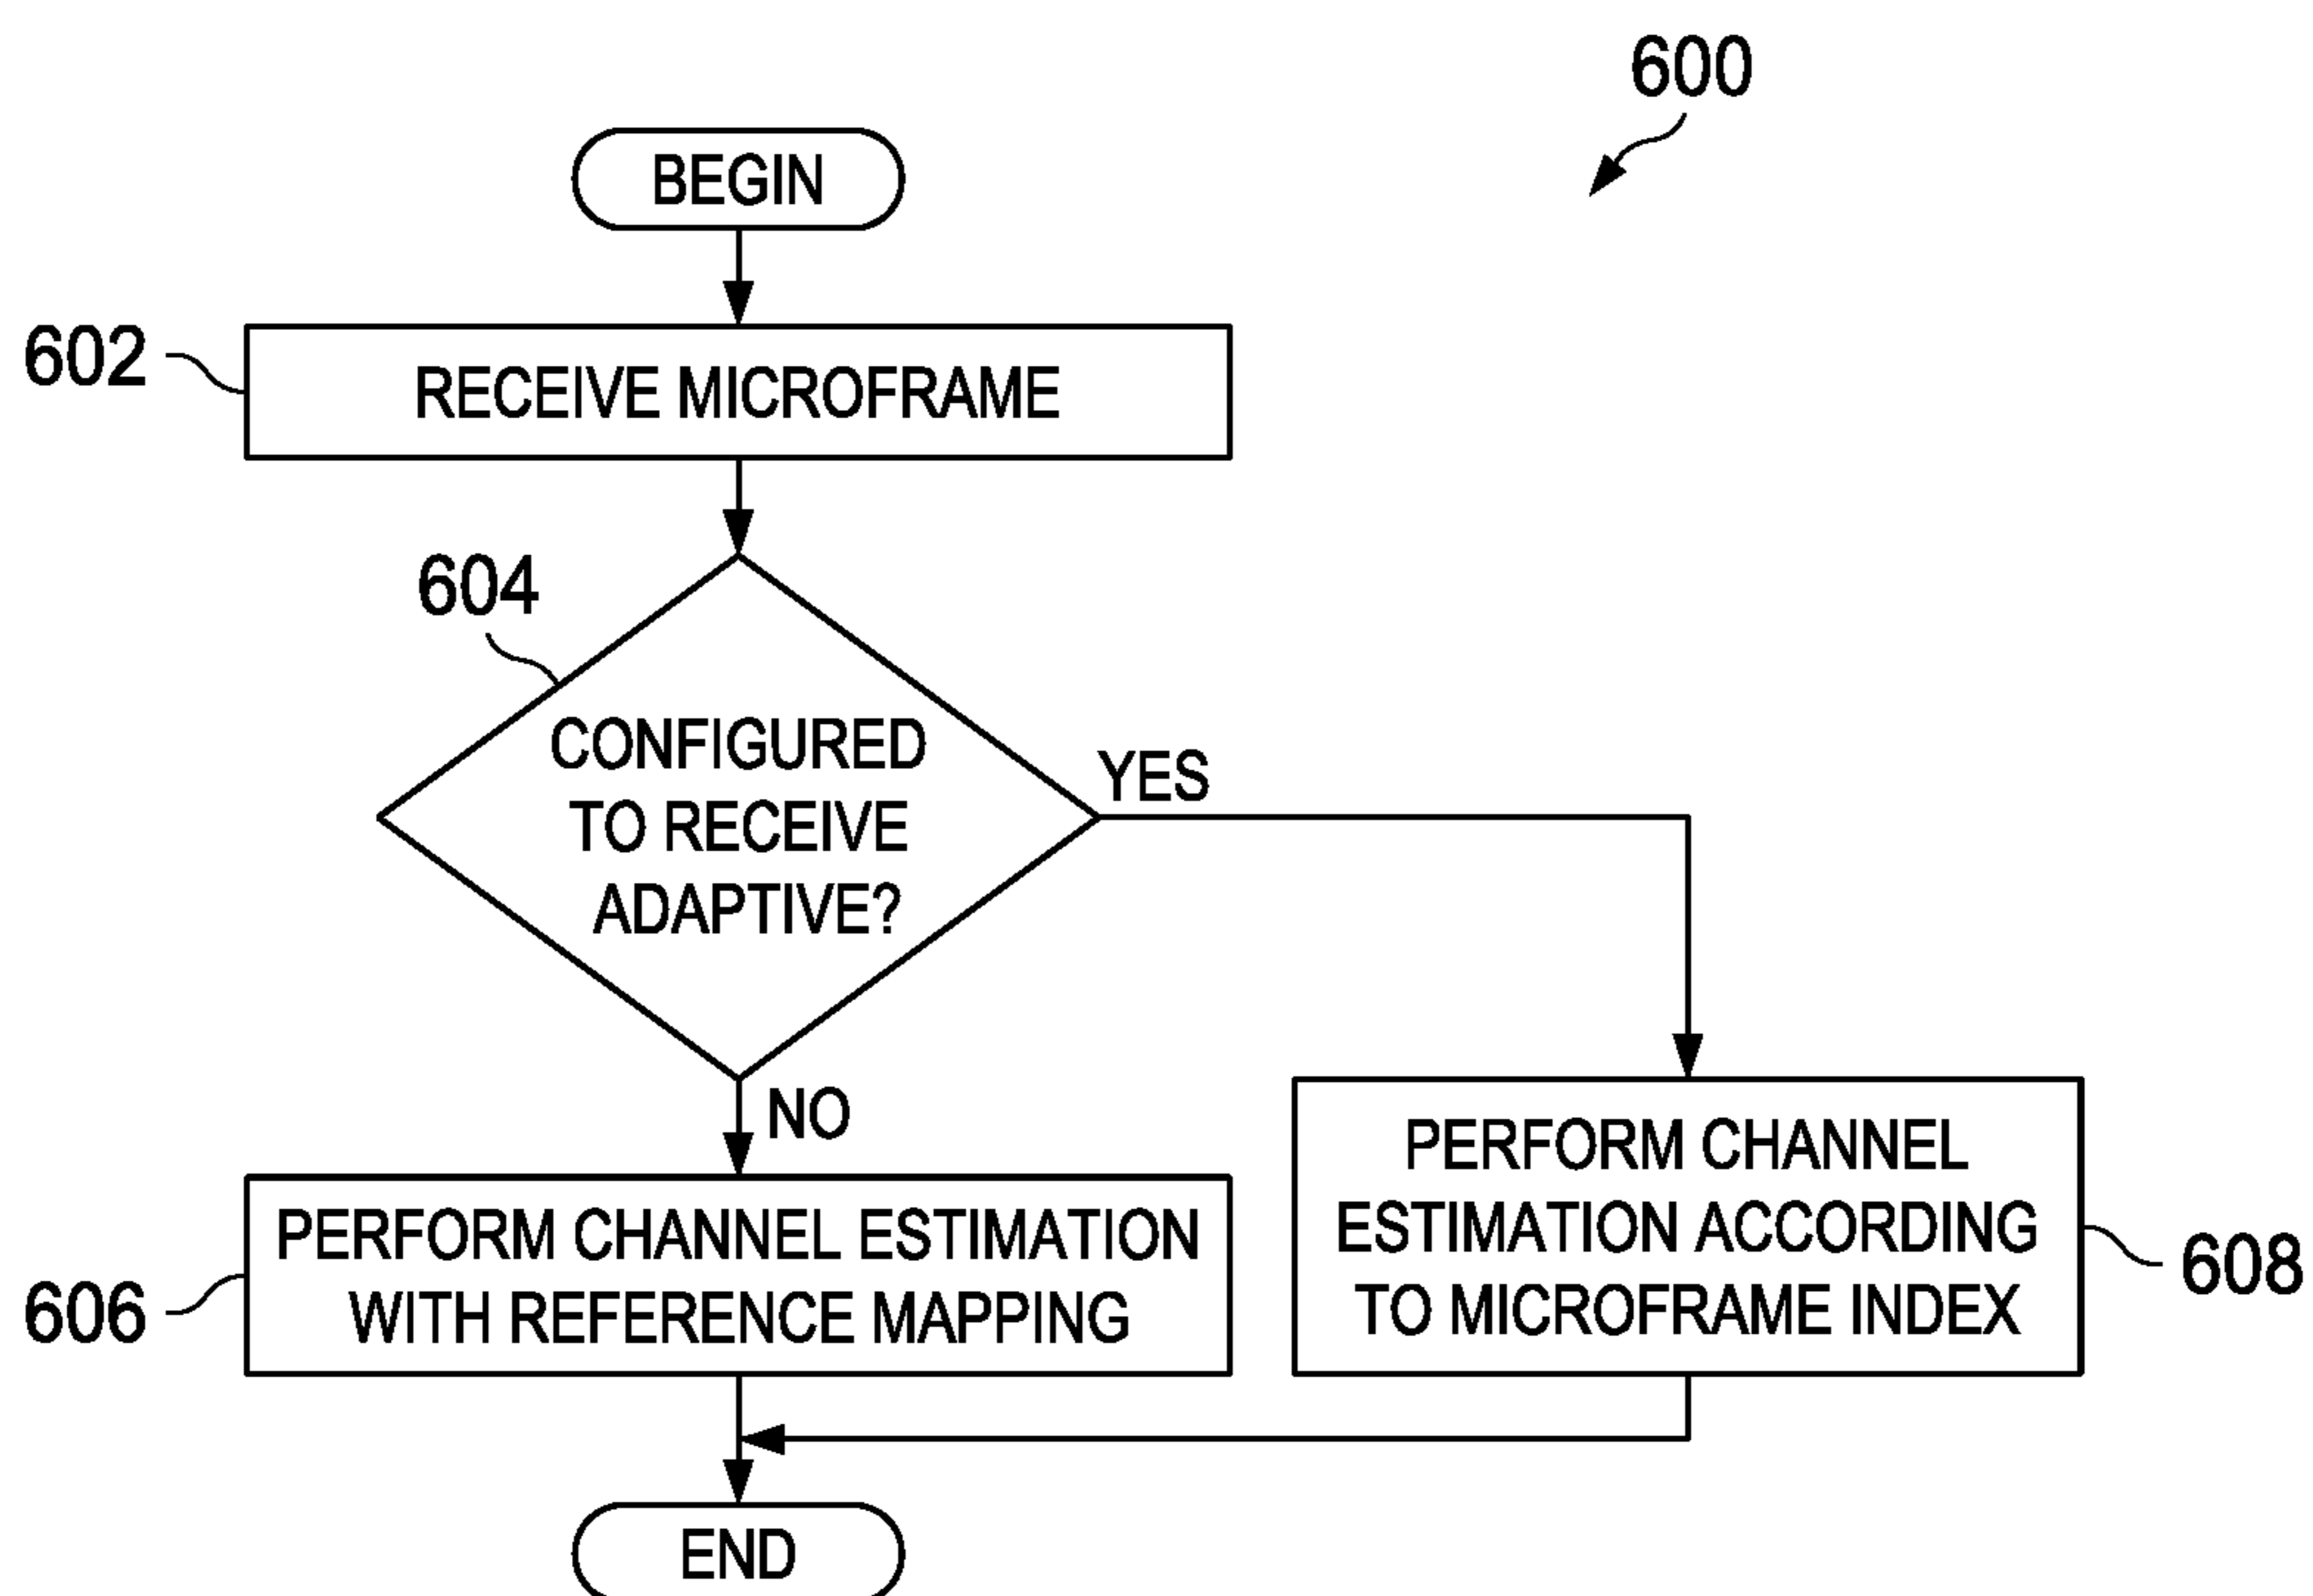 600
BEGIN
602
RECEIVE MICROFRAME
604
CONFIGURED
TO RECEIVE
ADAPTIVE?
YES
NO
PERFORM CHANNEL ESTIMATION
WITH REFERENCE MAPPING
606
PERFORM CHANNEL
ESTIMATION ACCORDING
TO MICROFRAME INDEX
608
END